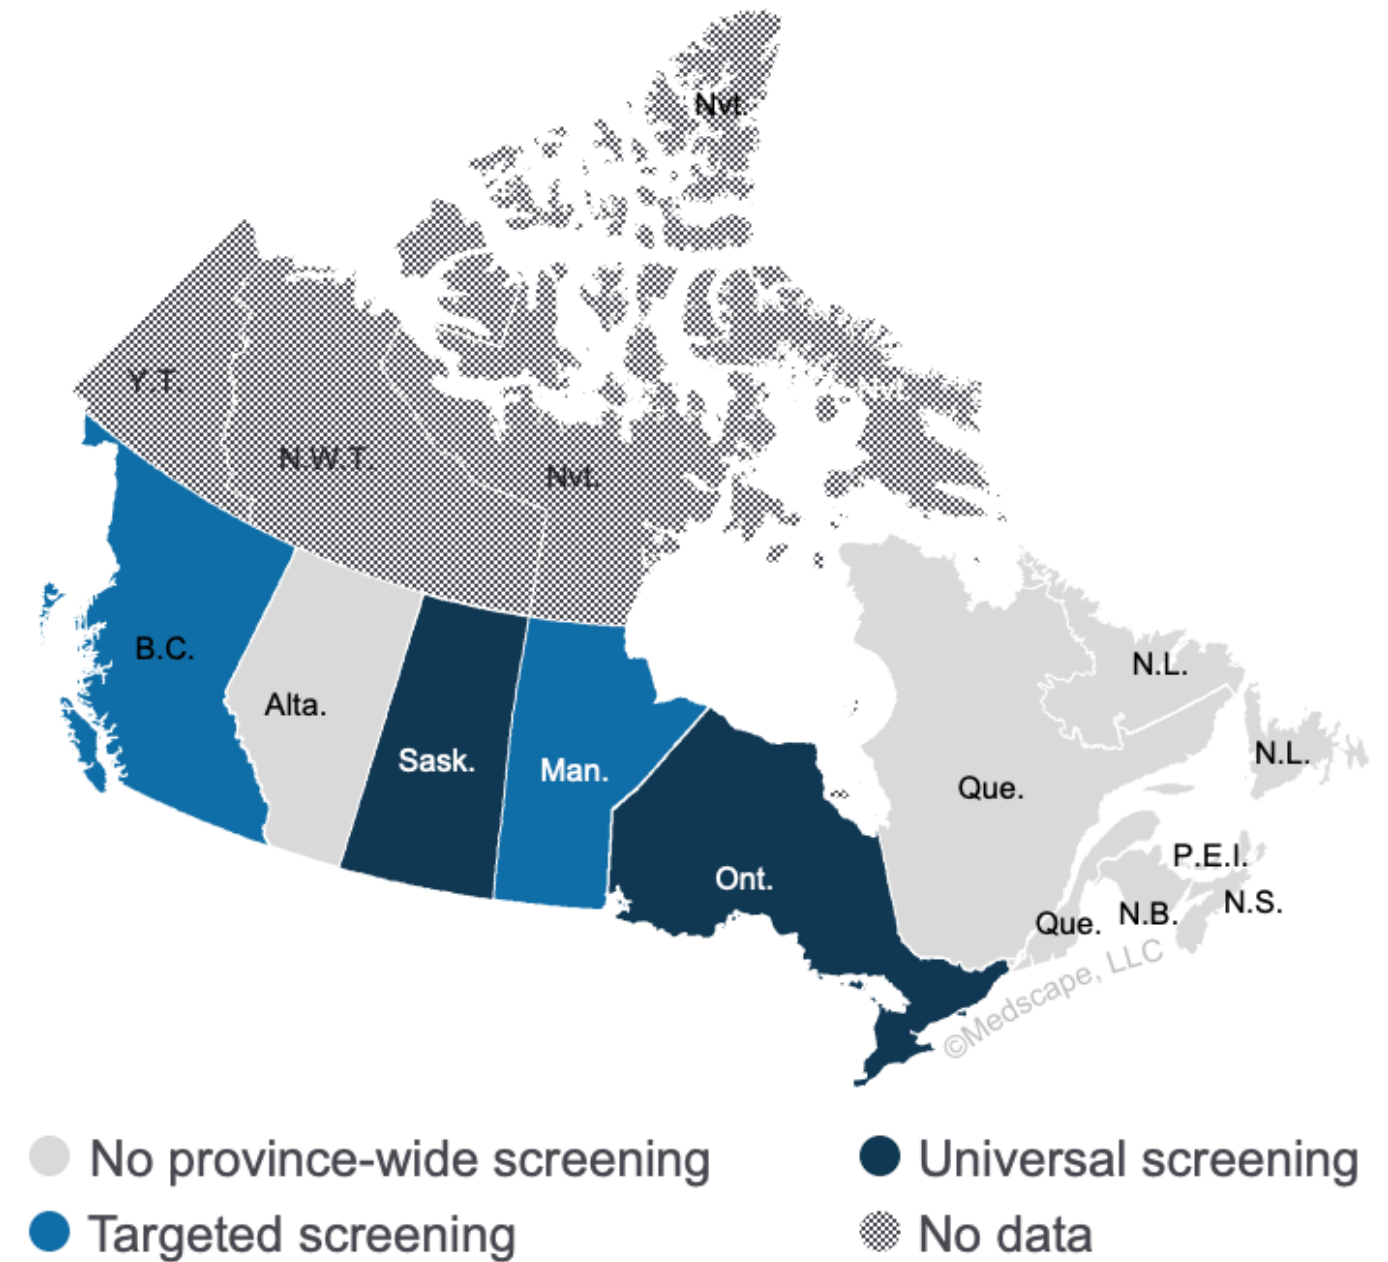 Nvt.
Y.T.
N.W.T.
Nvt.
Nvt.
B.C.
Alta.
Sask.
Man.
Ont.
Que.
N.L.
N.L.
P.E.I.
Que.
N.B.
N.S.
©Medscape, LLC
No province-wide screening
Universal screening
Targeted screening
No data